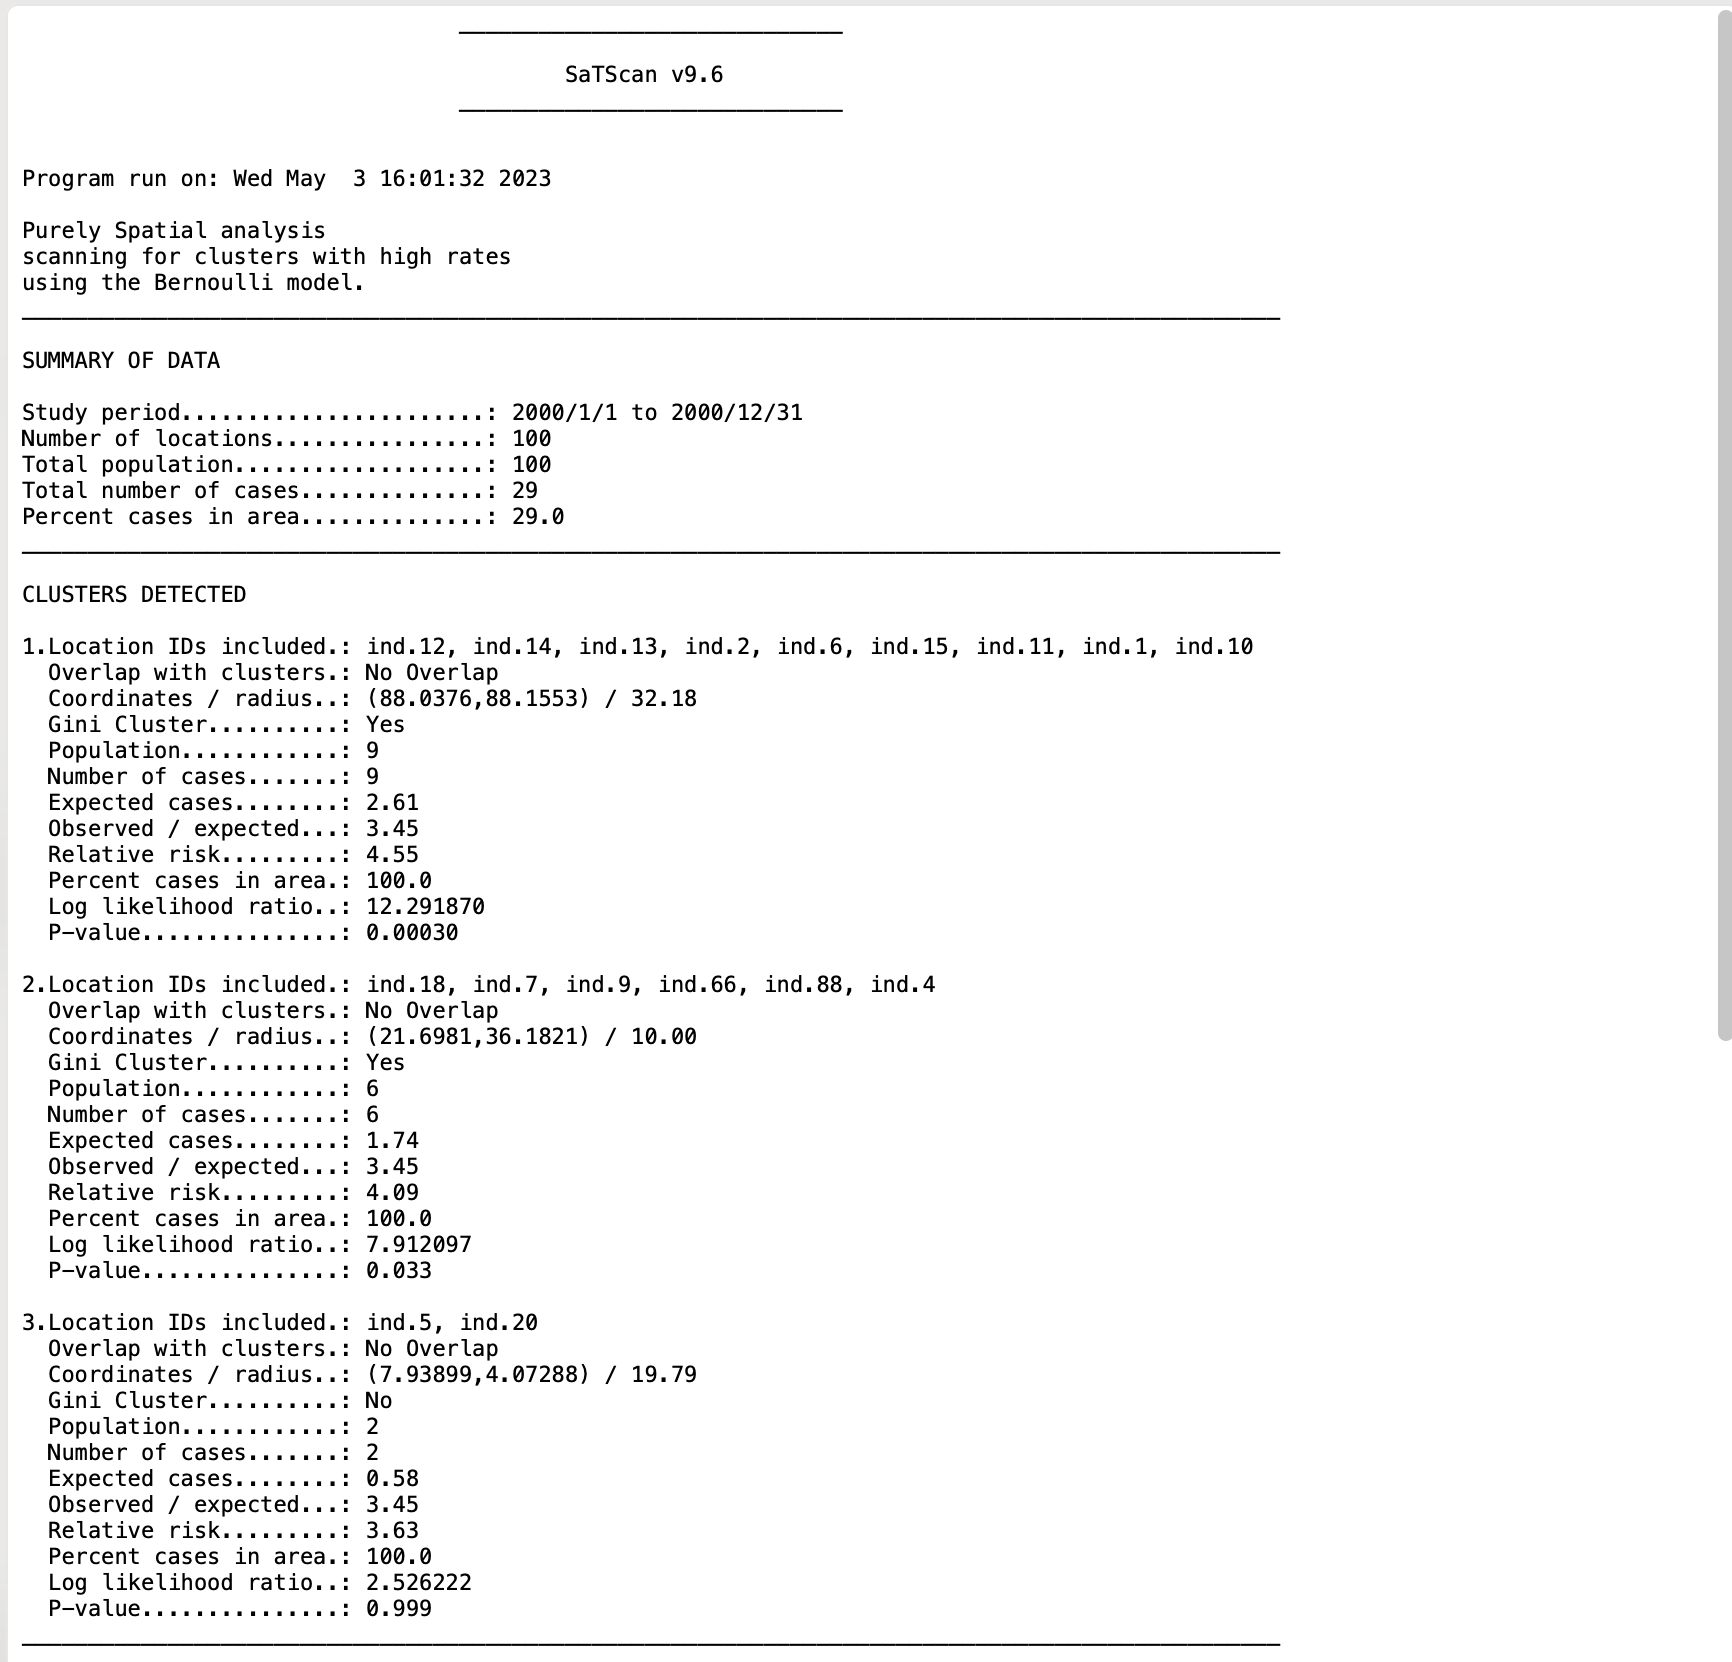 SaTScan v9.6
Program run on: Wed May  3 16:01:32 2023
Purely Spatial analysis
scanning for clusters with high rates
using the Bernoulli model.
SUMMARY OF DATA
Study period.......................: 2000/1/1 to 2000/12/31
Number of locations................: 100
Total population...................: 100
Total number of cases..............: 29
Percent cases in area..............: 29.0
CLUSTERS DETECTED
1.Location IDs included.: ind.12, ind.14, ind.13, ind.2, ind.6, ind.15, ind.11, ind.1, ind.10
  Overlap with clusters.: No Overlap
  Coordinates / radius..: (88.0376,88.1553) / 32.18
  Gini Cluster..........: Yes
  Population............: 9
  Number of cases.......: 9
  Expected cases........: 2.61
  Observed / expected...: 3.45
  Relative risk.........: 4.55
  Percent cases in area.: 100.0
  Log likelihood ratio..: 12.291870
  P-value...............: 0.00030
2.Location IDs included.: ind.18, ind.7, ind.9, ind.66, ind.88, ind.4
  Overlap with clusters.: No Overlap
  Coordinates / radius..: (21.6981,36.1821) / 10.00
  Gini Cluster..........: Yes
  Population............: 6
  Number of cases.......: 6
  Expected cases........: 1.74
  Observed / expected...: 3.45
  Relative risk.........: 4.09
  Percent cases in area.: 100.0
  Log likelihood ratio..: 7.912097
  P-value...............: 0.033
3.Location IDs included.: ind.5, ind.20
  Overlap with clusters.: No Overlap
  Coordinates / radius..: (7.93899,4.07288) / 19.79
  Gini Cluster..........: No
  Population............: 2
  Number of cases.......: 2
  Expected cases........: 0.58
  Observed / expected...: 3.45
  Relative risk.........: 3.63
  Percent cases in area.: 100.0
  Log likelihood ratio..: 2.526222
  P-value...............: 0.999